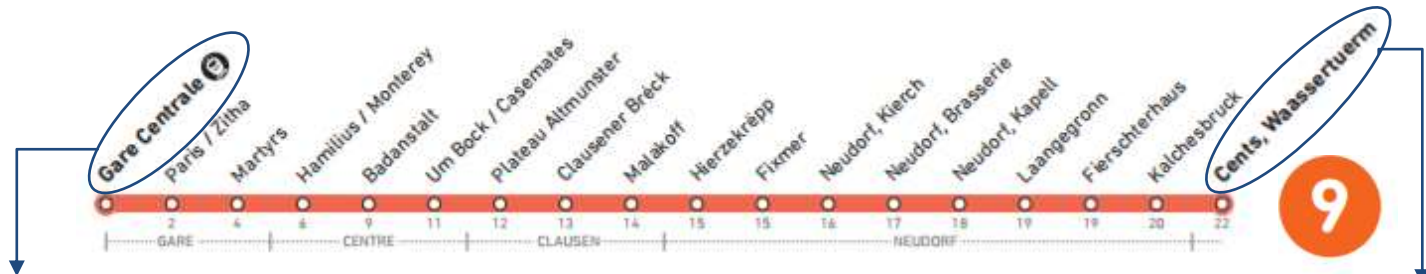 Gare Centrale
Paris / Zitha
Martyrs
Hamilius / Monterey
Badanstalt
Um Bock / Casemates
Plateau Altmunster
Clausener Bréck
Malakoff
Hierzekrëpp
Fixmer
Neudorf, Kierch
Neudorf, Brasserie
Neudorf, Kapell
Laangegronn
Fierschterhaus
Kalchesbruck
Cents, Waassertuerm
9
2 4 6 9 11 12 13 14 15 15 16 17 18 19 19 20 22
GARE CENTRE CLAUSEN NEUDORF